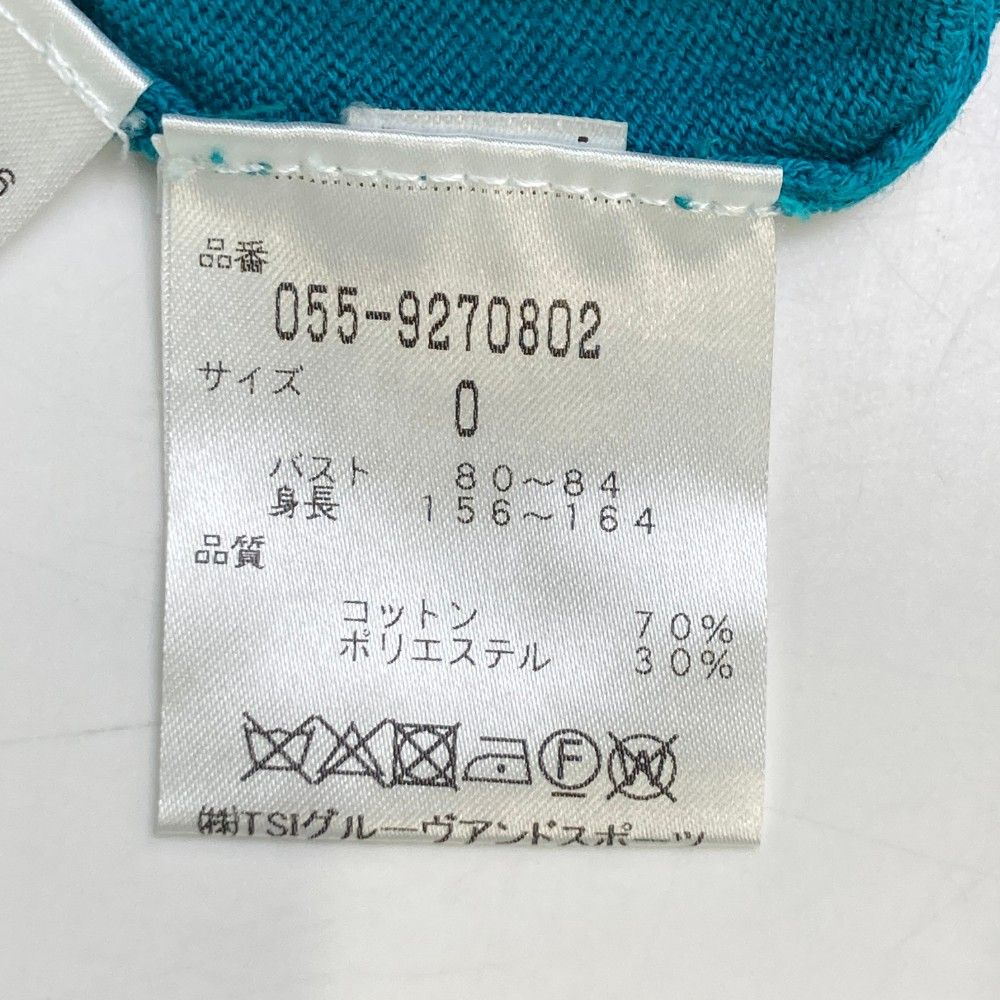 品番
055-9270802
サイズ
0
バスト 80～84
身長 156～164
品質
コットン 70%
ポリエステル 30%
F
W
㈱TSIグルーヴアンドスポーツ